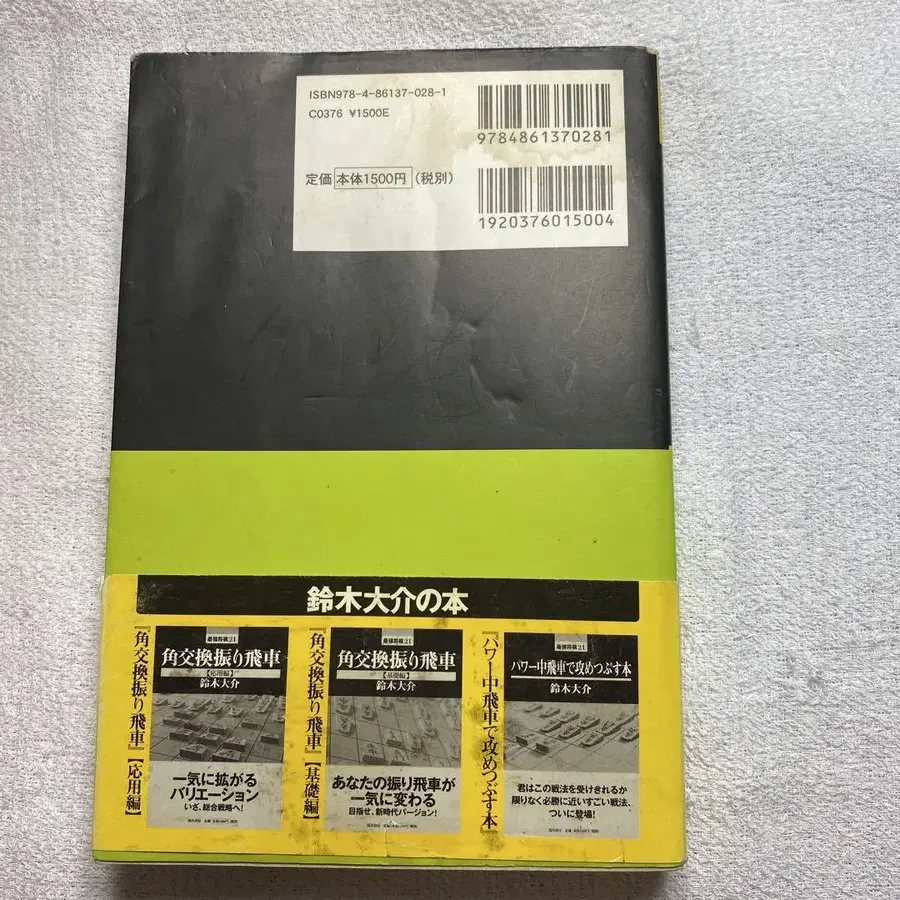 ISBN978-4-86137-028-1
C0376 ¥1500E
9784861370281
定価 本体1500円(税別)
1920376015004
鈴木大介の本
『角交換振り飛車』【応用編】
最強将棋21
角交換振り飛車
【応用編】
鈴木大介
一気に拡がる
バリエーション
いざ、総合戦略へ!
『角交換振り飛車』【基礎編】
最強将棋21
角交換振り飛車
【基礎編】
鈴木大介
あなたの振り飛車が
一気に変わる
目指せ、新時代バージョン!
『パワー中飛車で攻めつぶす本』
最強将棋21
パワー中飛車で攻めつぶす本
鈴木大介
君はこの戦法を受けきれるか
限りなく必勝に近いすごい戦法、
ついに登場!